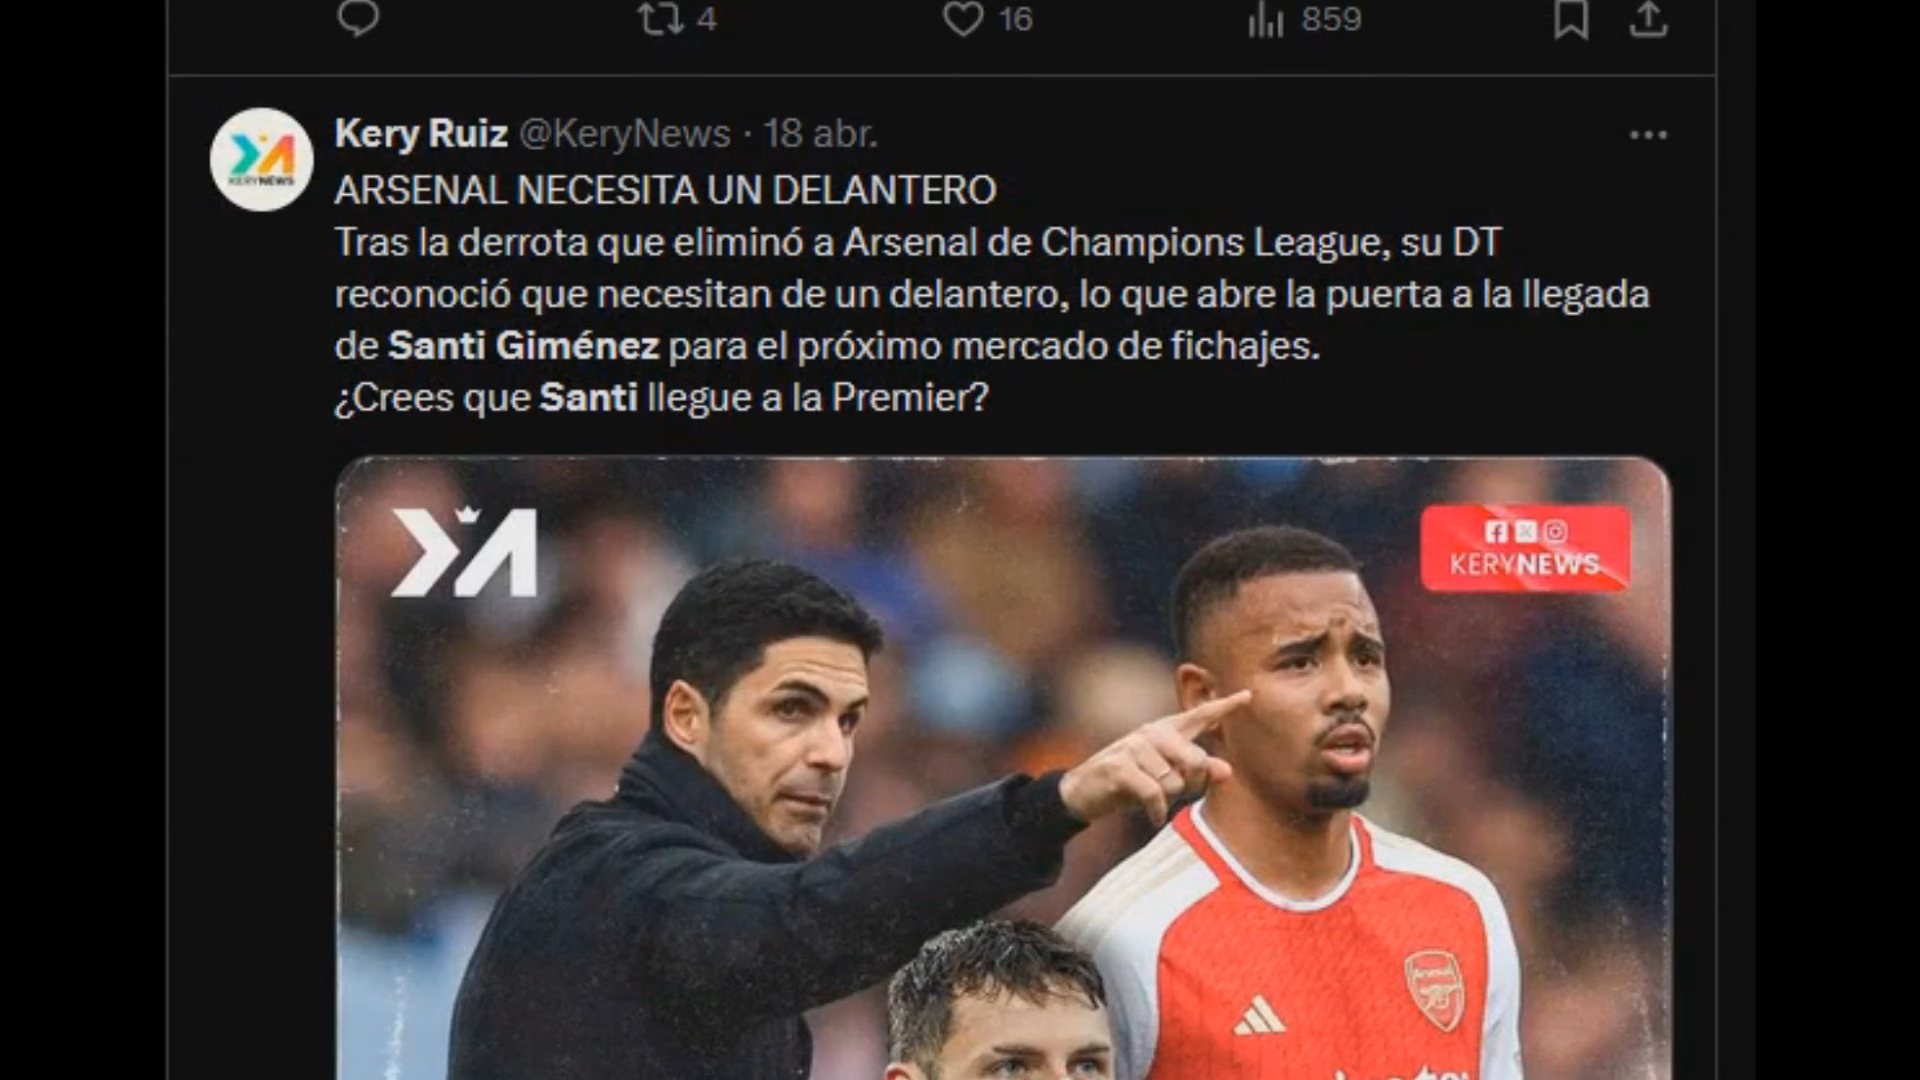 4 16 859
Kery Ruiz @KeryNews · 18 abr.
ARSENAL NECESITA UN DELANTERO
Tras la derrota que eliminó a Arsenal de Champions League, su DT
reconoció que necesitan de un delantero, lo que abre la puerta a la llegada
de Santi Giménez para el próximo mercado de fichajes.
¿Crees que Santi llegue a la Premier?
KERYNEWS
KERYNEWS
Arsenal